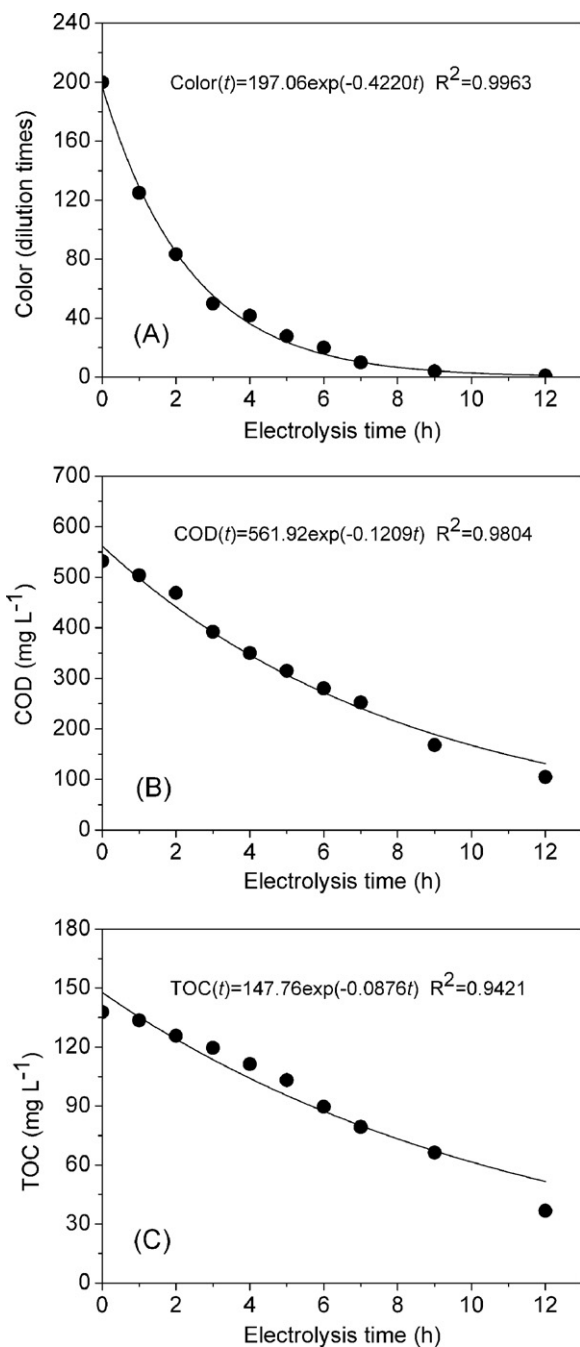 240
200
160
120
80
40
0
Color (dilution times)
Color(t)=197.06exp(-0.4220t) R²=0.9963
(A)
0 2 4 6 8 10 12
Electrolysis time (h)
700
600
500
400
300
200
100
0
COD (mg L⁻¹)
COD(t)=561.92exp(-0.1209t) R²=0.9804
(B)
0 2 4 6 8 10 12
Electrolysis time (h)
180
150
120
90
60
30
0
TOC (mg L⁻¹)
TOC(t)=147.76exp(-0.0876t) R²=0.9421
(C)
0 2 4 6 8 10 12
Electrolysis time (h)